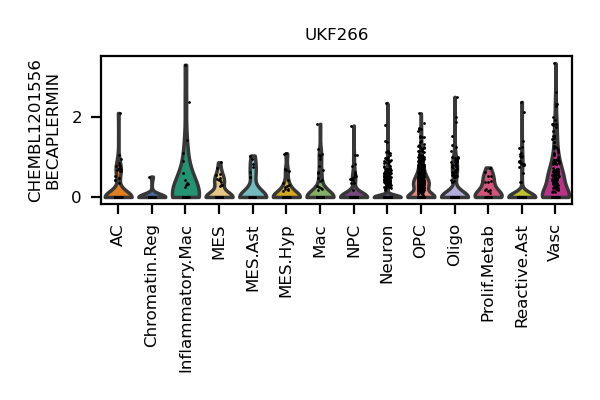 UKF266
CHEMBL1201556
BECAPLERMIN
2
0
AC
Chromatin.Reg
Inflammatory.Mac
MES
MES.Ast
MES.Hyp
Mac
NPC
Neuron
OPC
Oligo
Prolif.Metab
Reactive.Ast
Vasc